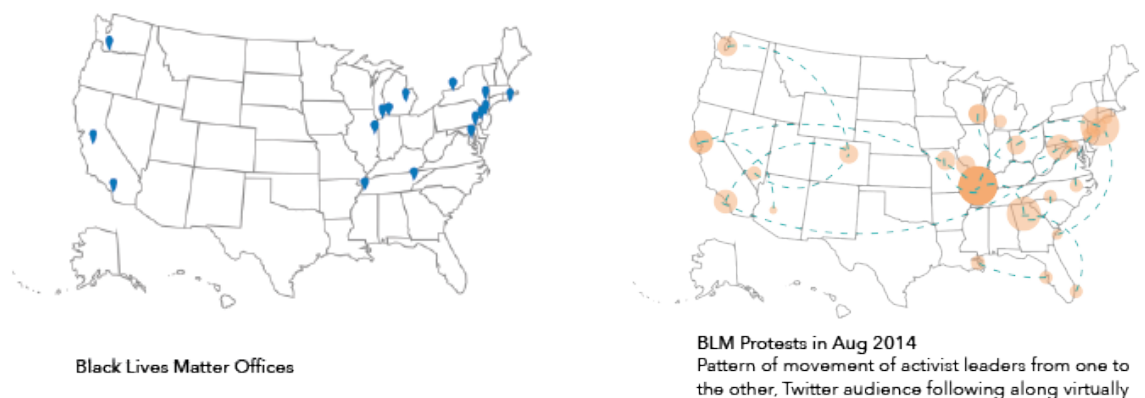 Black Lives Matter Offices
BLM Protests in Aug 2014
Pattern of movement of activist leaders from one to
the other, Twitter audience following along virtually